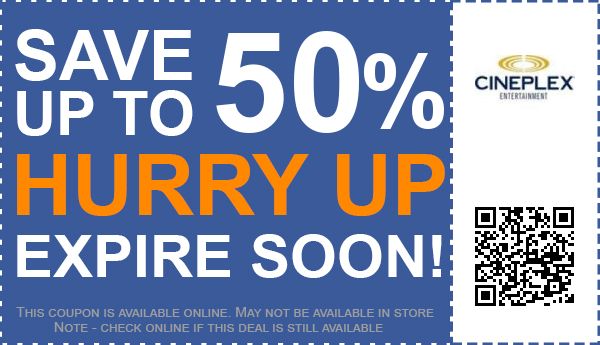 SAVE
UP TO 50%
HURRY UP
EXPIRE SOON!
THIS COUPON IS AVAILABLE ONLINE. MAY NOT BE AVAILABLE IN STORE
NOTE - CHECK ONLINE IF THIS DEAL IS STILL AVAILABLE
CINEPLEX
ENTERTAINMENT